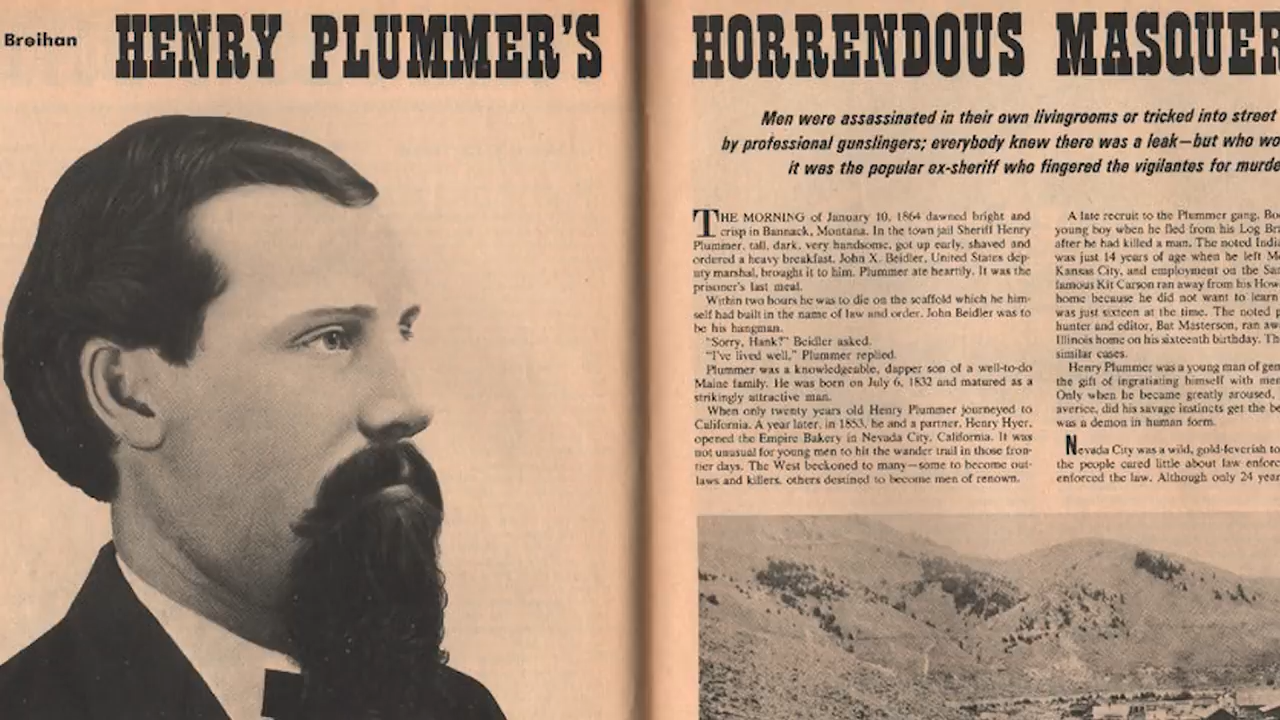 Breihan
HENRY PLUMMER'S
HORRENDOUS MASQUER
Men were assassinated in their own livingrooms or tricked into street
by professional gunslingers; everybody knew there was a leak—but who wo
it was the popular ex-sheriff who fingered the vigilantes for murde
THE MORNING of January 10, 1864 dawned bright and
crisp in Bannack, Montana. In the town jail Sheriff Henry
Plummer, tall, dark, very handsome, got up early, shaved and
ordered a heavy breakfast. John X. Beidler, United States dep-
uty marshal, brought it to him. Plummer ate heartily. It was the
prisoner's last meal.
Within two hours he was to die on the scaffold which he him-
self had built in the name of law and order. John Beidler was to
be his hangman.
"Sorry, Hank?" Beidler asked.
"I've lived well," Plummer replied.
Plummer was a knowledgeable, dapper son of a well-to-do
Maine family. He was born on July 6, 1832 and matured as a
strikingly attractive man.
When only twenty years old Henry Plummer journeyed to
California. A year later, in 1853, he and a partner, Henry Hyer,
opened the Empire Bakery in Nevada City, California. It was
not unusual for young men to hit the wander trail in those fron-
tier days. The West beckoned to many—some to become out-
laws and killers, others destined to become men of renown.
A late recruit to the Plummer gang, Bo
young boy when he fled from his Log Br
after he had killed a man. The noted Indi
was just 14 years of age when he left M
Kansas City, and employment on the Sa
famous Kit Carson ran away from his How
home because he did not want to learn
was just sixteen at the time. The noted p
hunter and editor, Bat Masterson, ran aw
Illinois home on his sixteenth birthday. Th
similar cases.
Henry Plummer was a young man of gen
the gift of ingratiating himself with men
Only when he became greatly aroused,
averice, did his savage instincts get the be
was a demon in human form.
Nevada City was a wild, gold-feverish to
the people cared little about law enforc
enforced the law. Although only 24 year